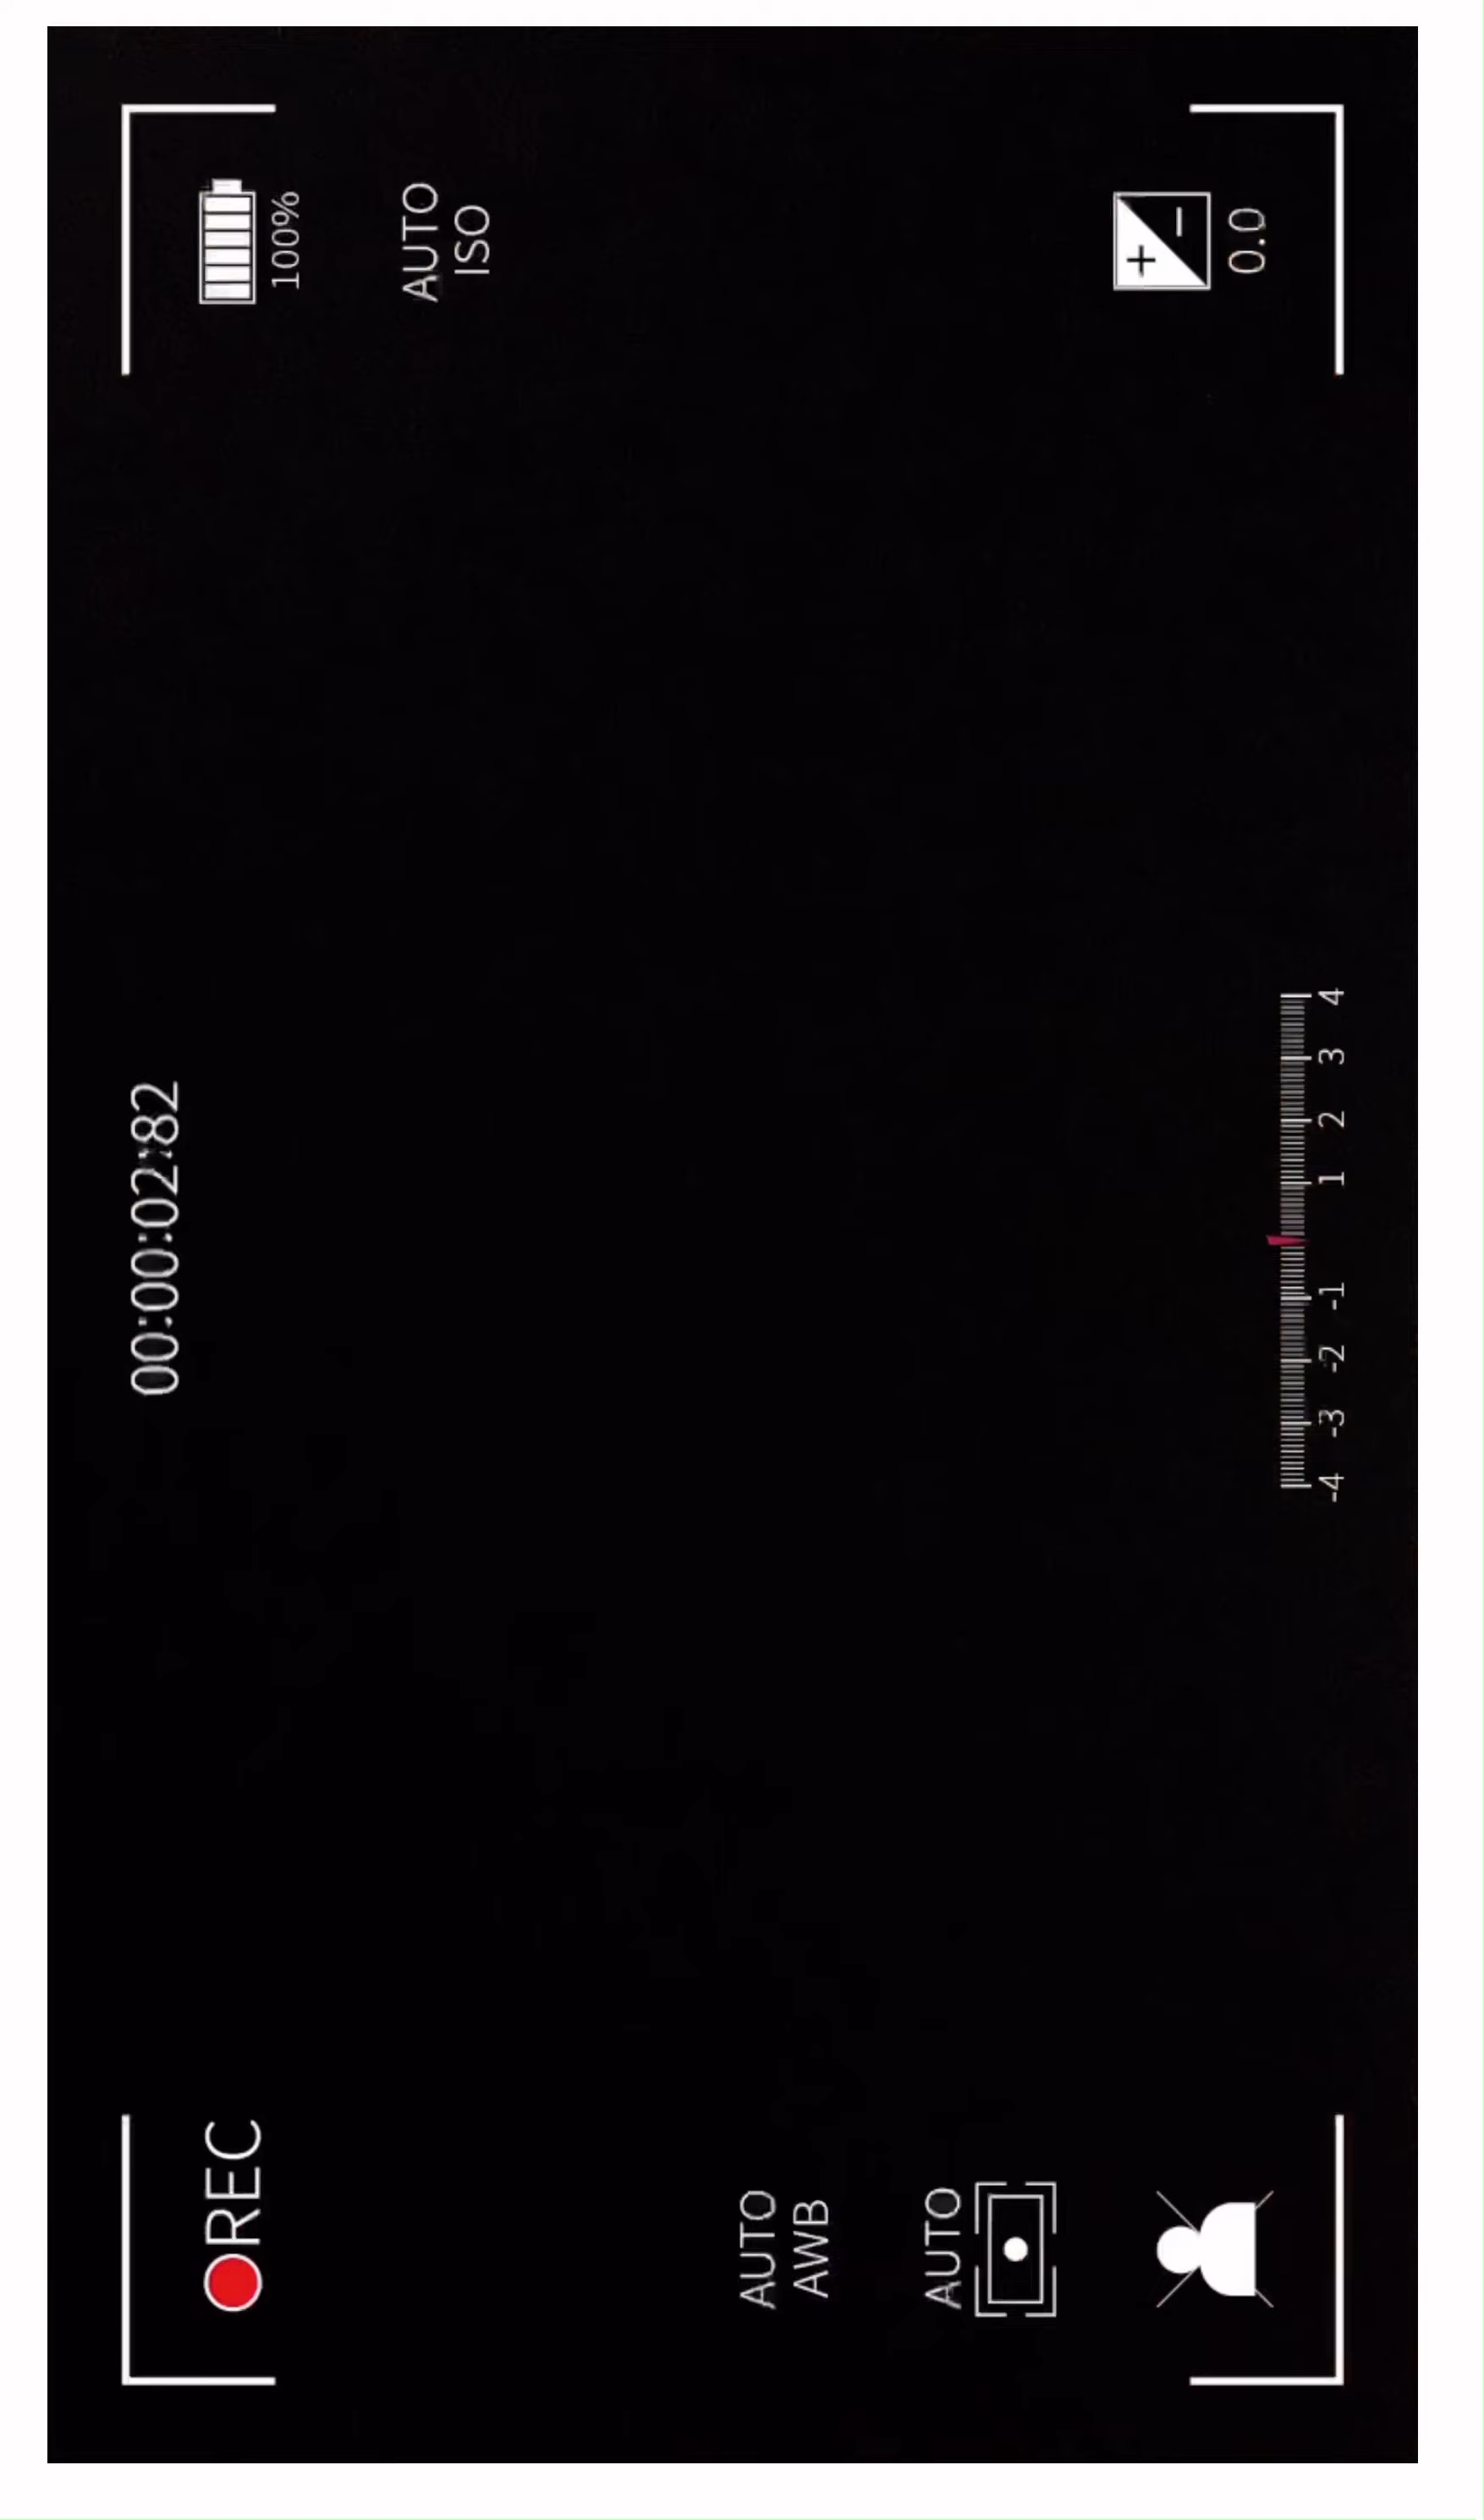 00:00:02:82
REC
100%
AUTO
ISO
AUTO
AWB
AUTO
+ -
0.0
-4 -3 -2 -1 1 2 3 4